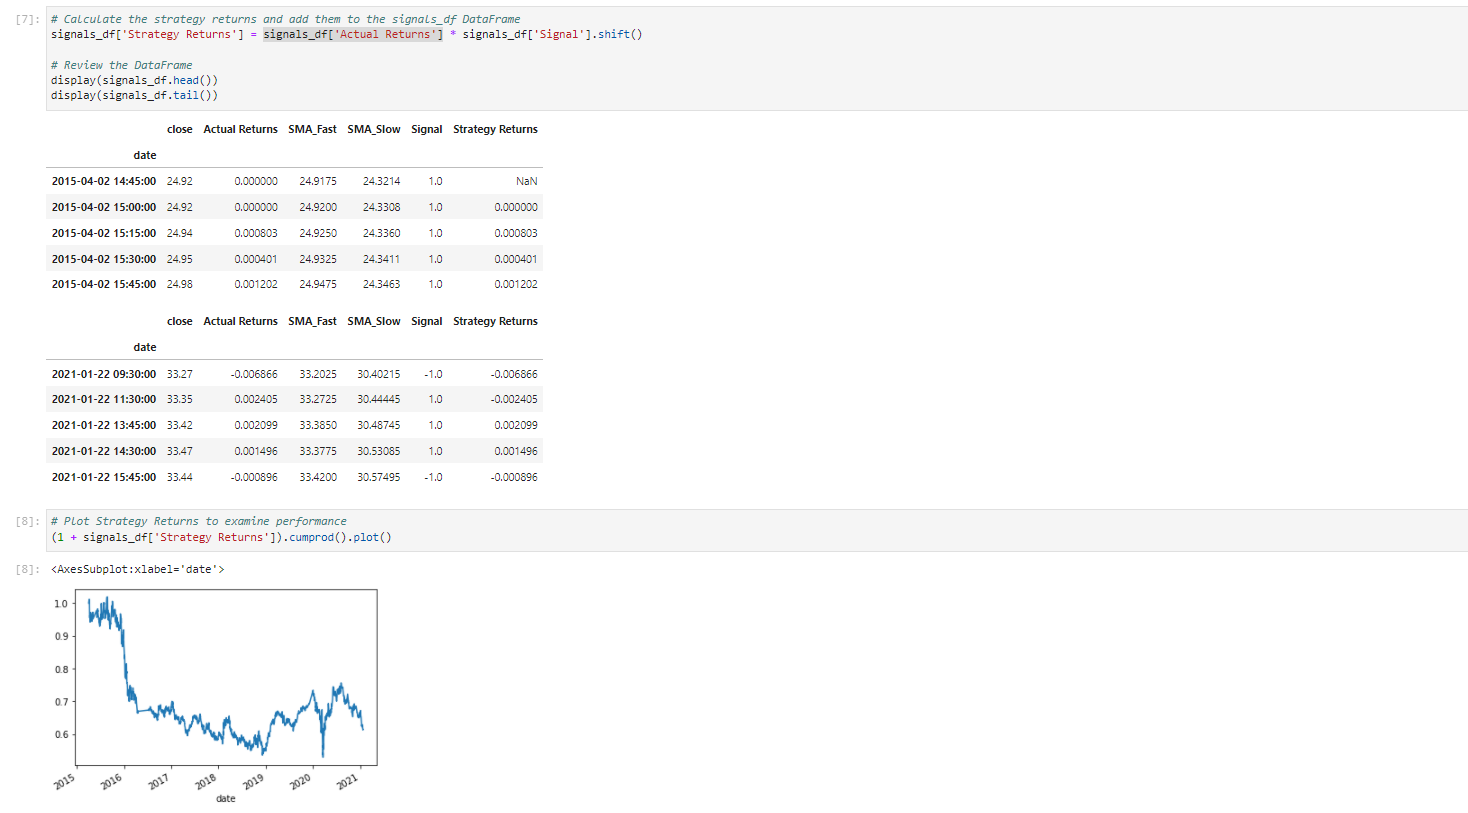 [7]: # Calculate the strategy returns and add them to the signals_df DataFrame
signals_df['Strategy Returns'] = signals_df['Actual Returns'] * signals_df['Signal'].shift()
# Review the DataFrame
display(signals_df.head())
display(signals_df.tail())
close Actual Returns SMA_Fast SMA_Slow Signal Strategy Returns
date
2015-04-02 14:45:00 24.92 0.000000 24.9175 24.3214 1.0 NaN
2015-04-02 15:00:00 24.92 0.000000 24.9200 24.3308 1.0 0.000000
2015-04-02 15:15:00 24.94 0.000803 24.9250 24.3360 1.0 0.000803
2015-04-02 15:30:00 24.95 0.000401 24.9325 24.3411 1.0 0.000401
2015-04-02 15:45:00 24.98 0.001202 24.9475 24.3463 1.0 0.001202
close Actual Returns SMA_Fast SMA_Slow Signal Strategy Returns
date
2021-01-22 09:30:00 33.27 -0.006866 33.2025 30.40215 -1.0 -0.006866
2021-01-22 11:30:00 33.35 0.002405 33.2725 30.44445 1.0 -0.002405
2021-01-22 13:45:00 33.42 0.002099 33.3850 30.48745 1.0 0.002099
2021-01-22 14:30:00 33.47 0.001496 33.3775 30.53085 1.0 0.001496
2021-01-22 15:45:00 33.44 -0.000896 33.4200 30.57495 -1.0 -0.000896
[8]: # Plot Strategy Returns to examine performance
(1 + signals_df['Strategy Returns']).cumprod().plot()
[8]: <AxesSubplot:xlabel='date'>
1.0
0.9
0.8
0.7
0.6
2015 2016 2017 2018 2019 2020 2021
date